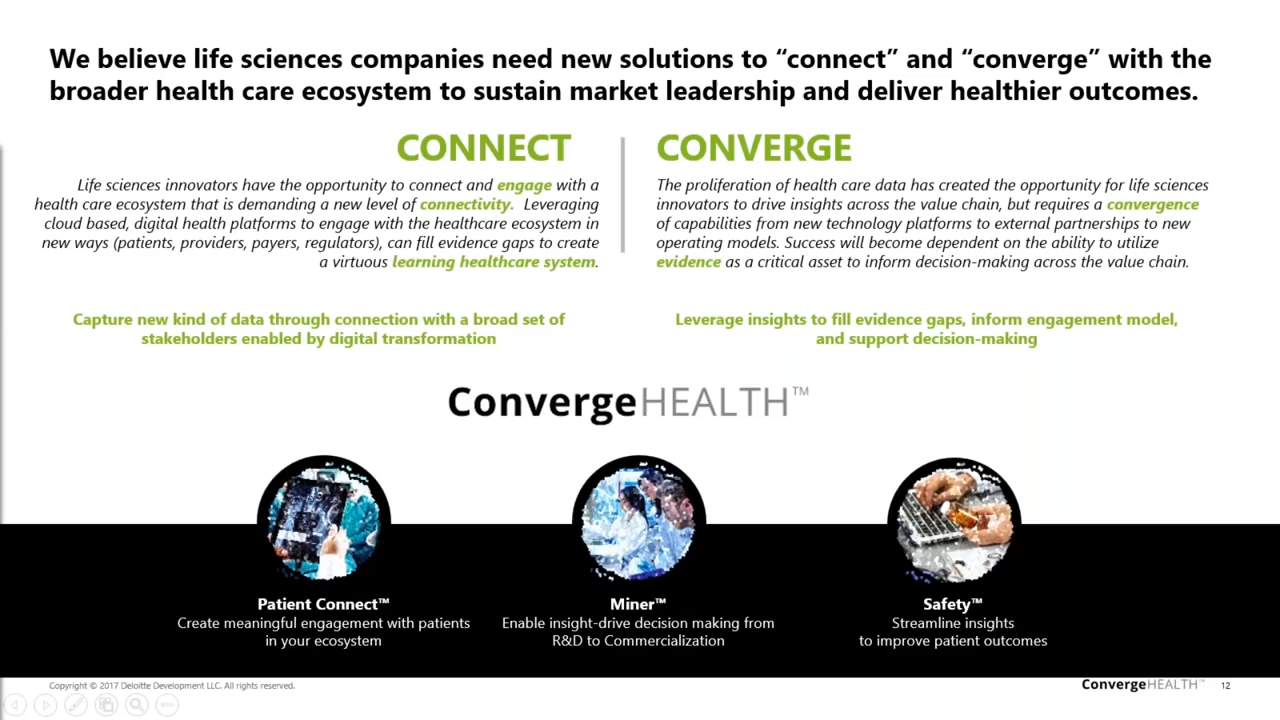 We believe life sciences companies need new solutions to “connect” and “converge” with the
broader health care ecosystem to sustain market leadership and deliver healthier outcomes.
CONNECT
Life sciences innovators have the opportunity to connect and engage with a
health care ecosystem that is demanding a new level of connectivity. Leveraging
cloud based, digital health platforms to engage with the healthcare ecosystem in
new ways (patients, providers, payers, regulators), can fill evidence gaps to create
a virtuous learning healthcare system.
Capture new kind of data through connection with a broad set of
stakeholders enabled by digital transformation
CONVERGE
The proliferation of health care data has created the opportunity for life sciences
innovators to drive insights across the value chain, but requires a convergence
of capabilities from new technology platforms to external partnerships to new
operating models. Success will become dependent on the ability to utilize
evidence as a critical asset to inform decision-making across the value chain.
Leverage insights to fill evidence gaps, inform engagement model,
and support decision-making
ConvergeHEALTH™
Patient Connect™
Create meaningful engagement with patients
in your ecosystem
Miner™
Enable insight-drive decision making from
R&D to Commercialization
Safety™
Streamline insights
to improve patient outcomes
Copyright © 2017 Deloitte Development LLC. All rights reserved.
ConvergeHEALTH™
12